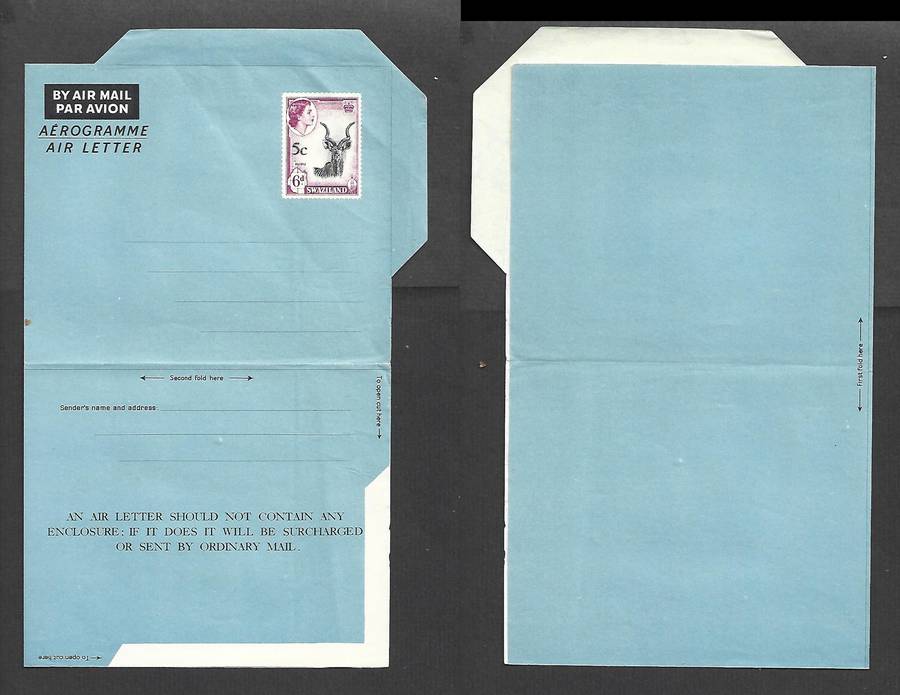 BY AIR MAIL
PAR AVION
AÉROGRAMME
AIR LETTER
5c
6d.
SWAZILAND
Second fold here
To open cut here
Sender's name and address:
AN AIR LETTER SHOULD NOT CONTAIN ANY
ENCLOSURE: IF IT DOES IT WILL BE SURCHARGED
OR SENT BY ORDINARY MAIL.
To open cut here
First fold here